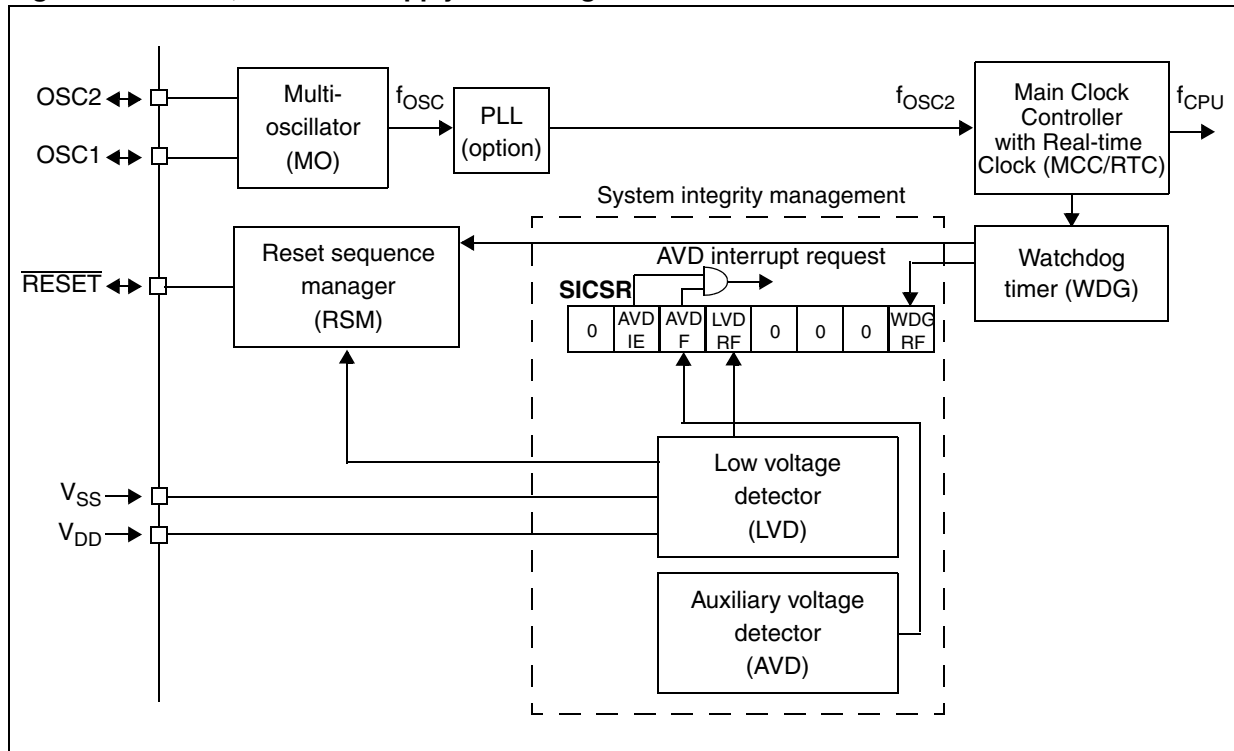 OSC2
OSC1
Multi-
oscillator
(MO)
fOSC
PLL
(option)
fOSC2
Main Clock
Controller
with Real-time
Clock (MCC/RTC)
fCPU
System integrity management
RESET
Reset sequence
manager
(RSM)
AVD interrupt request
Watchdog
timer (WDG)
SICSR
0 AVD IE AVD F LVD RF 0 0 0 WDG RF
Low voltage
detector
(LVD)
VSS
VDD
Auxiliary voltage
detector
(AVD)